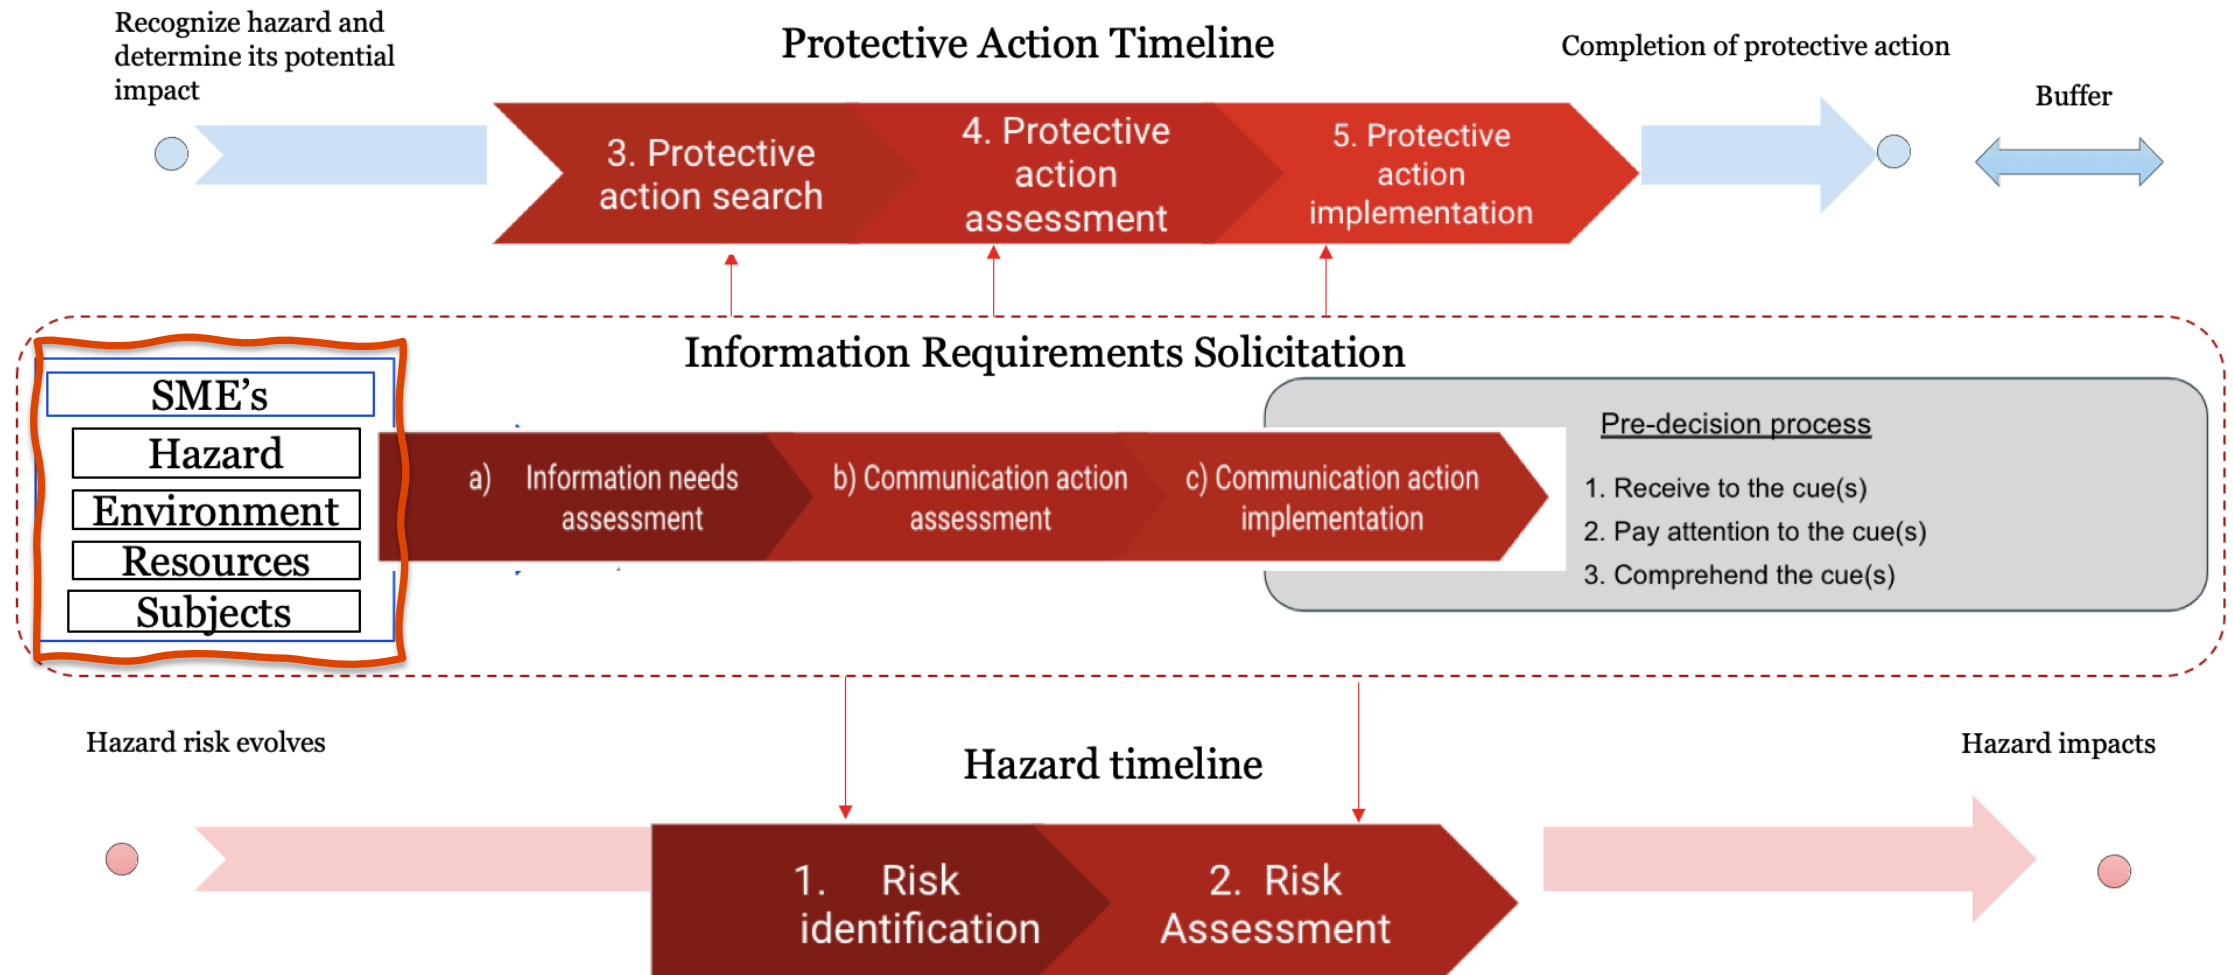 Recognize hazard and
determine its potential
impact
Protective Action Timeline
Completion of protective action
Buffer
3. Protective
action search
4. Protective
action
assessment
5. Protective
action
implementation
Information Requirements Solicitation
SME’s
Hazard
Environment
Resources
Subjects
a) Information needs
assessment
b) Communication action
assessment
c) Communication action
implementation
Pre-decision process
1. Receive to the cue(s)
2. Pay attention to the cue(s)
3. Comprehend the cue(s)
Hazard risk evolves
Hazard timeline
Hazard impacts
1. Risk
identification
2. Risk
Assessment